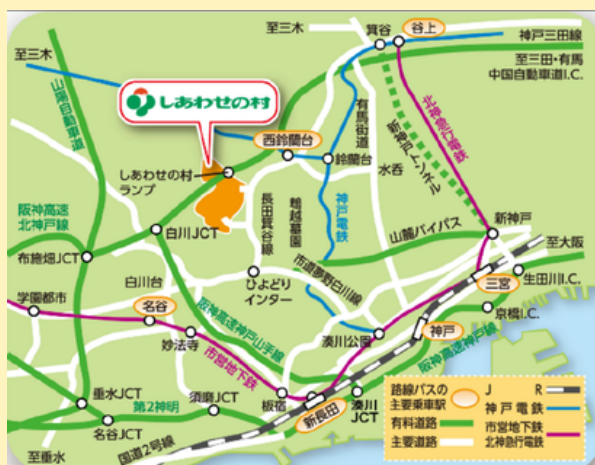 至三木
箕谷
谷上
神戸三田線
至三田・有馬
中国自動車道I.C.
至三木
山陽自動車道
しあわせの村
西鈴蘭台
鈴蘭台
有馬街道
新神戸トンネル
北神急行電鉄
水呑
しあわせの村
ランプ
阪神高速
北神戸線
長田箕谷線
鵯越墓園
神戸電鉄
山麓バイパス
新神戸
至大阪
白川JCT
布施畑JCT
白川台
ひよどり
インター
市道夢野白川線
三宮
生田川I.C.
学園都市
名谷
妙法寺
阪神高速神戸山手線
市営地下鉄
湊川公園
神戸
京橋I.C.
阪神高速神戸線
板宿
新長田
湊川
JCT
垂水JCT
第2神明
須磨JCT
名谷JCT
国道2号線
至垂水
路線バスの
主要乗車駅
有料道路
主要道路
J R
神戸電鉄
市営地下鉄
北神急行電鉄